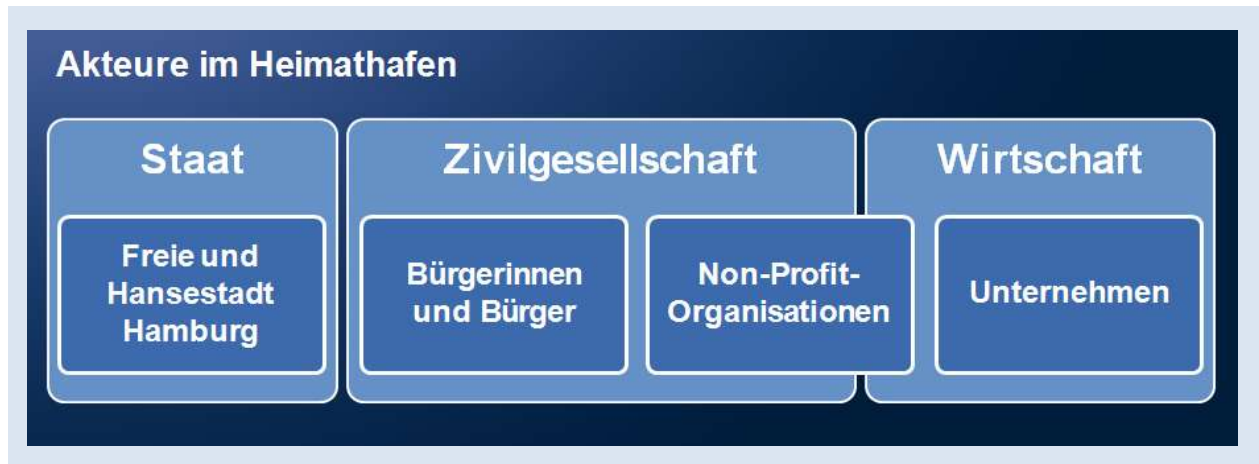 Akteure im Heimathafen
Staat
Freie und
Hansestadt
Hamburg
Zivilgesellschaft
Bürgerinnen
und Bürger
Non-Profit-
Organisationen
Wirtschaft
Unternehmen